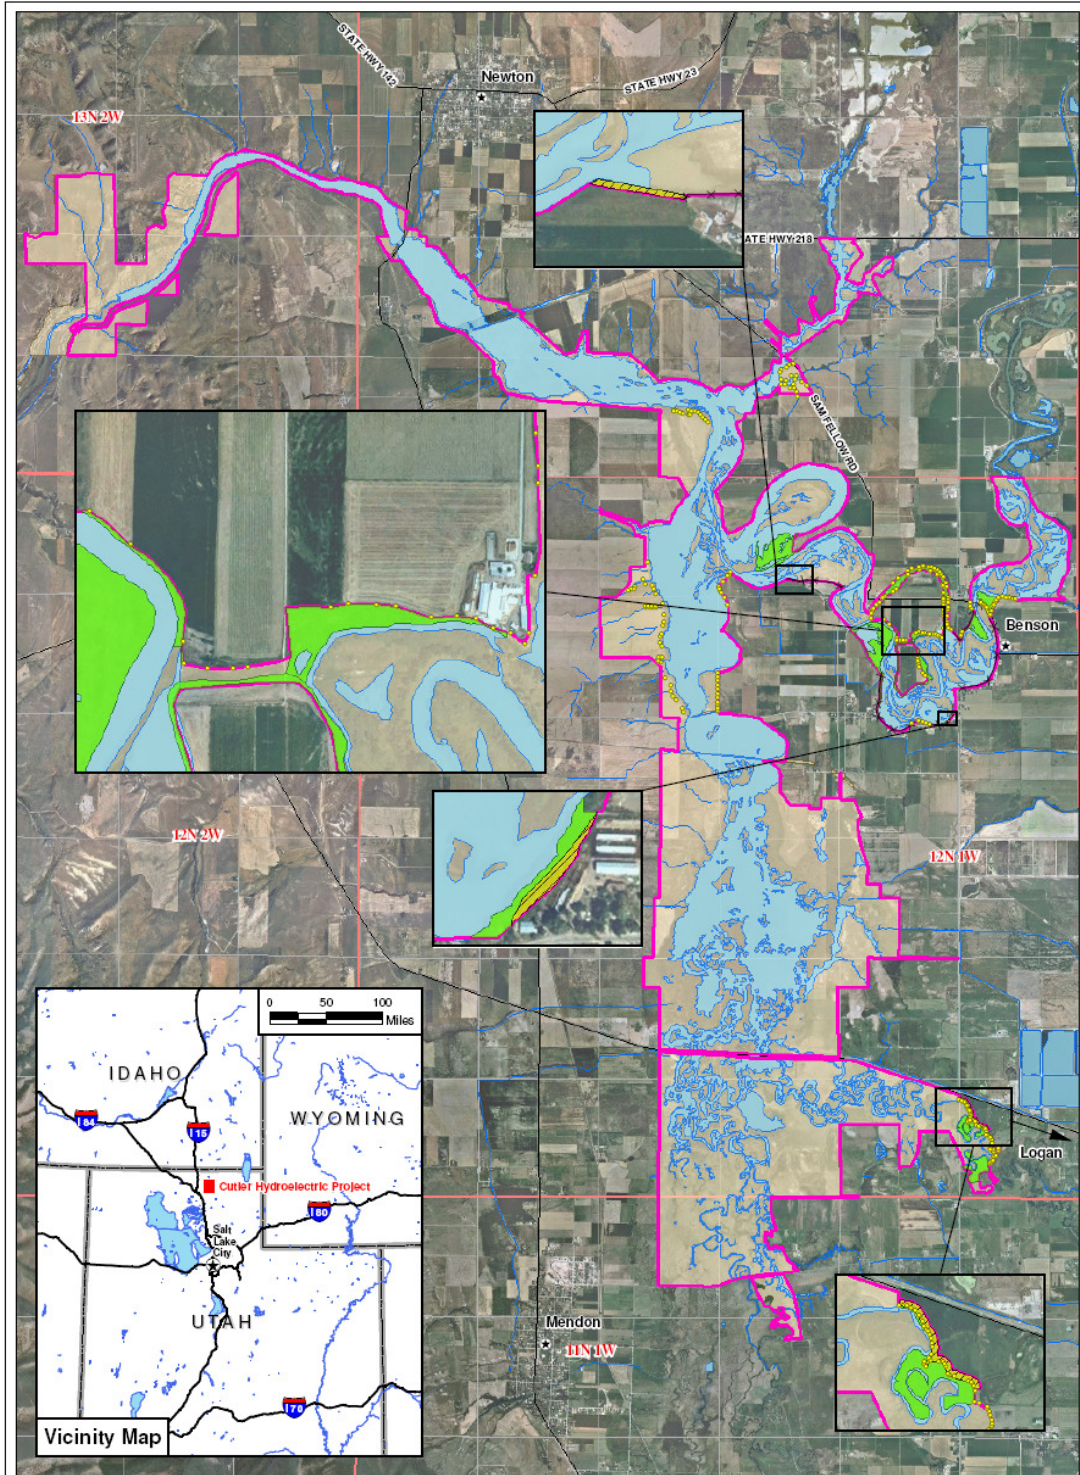 STATE HWY 142
Newton
STATE HWY 23
13N 2W
ATE HWY 218
SAM FELLOW RD
Benson
12N 2W
12N 1W
0 50 100
Miles
IDAHO
WYOMING
84
15
Cutler Hydroelectric Project
80
Salt
Lake
City
UTAH
70
Vicinity Map
Logan
Mendon
11N 1W